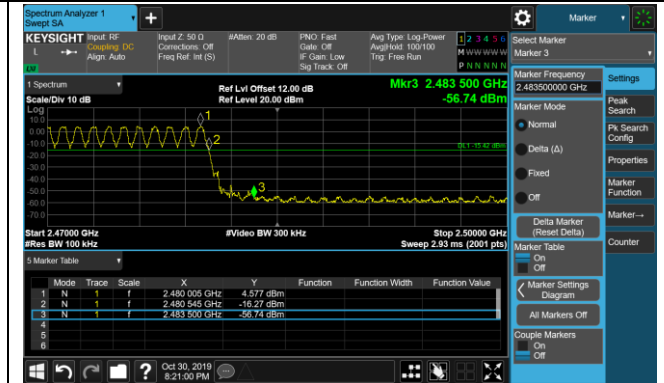 Spectrum Analyzer 1
Swept SA
Marker
KEYSIGHT Input: RF Input Z: 50 Ω #Atten: 20 dB PNO: Fast Avg Type: Log-Power 1 2 3 4 5 6
L Coupling: DC Corrections: Off Gate: Off Avg|Hold: 100/100 M W W W W W
Align: Auto Freq Ref: Int (S) IF Gain: Low Trig: Free Run P N N N N N
Sig Track: Off
Select Marker
Marker 3
1 Spectrum
Ref Lvl Offset 12.00 dB Mkr3 2.483 500 GHz
Scale/Div 10 dB Ref Level 20.00 dBm -56.74 dBm
Log
10.0
0.00
-10.0
-20.0
-30.0
-40.0
-50.0
-60.0
-70.0
1
2
3
DL1 -15.42 dBm
Start 2.47000 GHz #Video BW 300 kHz Stop 2.50000 GHz
#Res BW 100 kHz Sweep 2.93 ms (2001 pts)
5 Marker Table
Mode Trace Scale X Y Function Function Width Function Value
1 N 1 f 2.480 005 GHz 4.577 dBm
2 N 1 f 2.480 545 GHz -16.27 dBm
3 N 1 f 2.483 500 GHz -56.74 dBm
4
5
6
Marker Frequency
2.483500000 GHz
Marker Mode
Normal
Delta (Δ)
Fixed
Off
Delta Marker
(Reset Delta)
Marker Table
On
Off
Marker Settings
Diagram
All Markers Off
Couple Markers
On
Off
Settings
Peak
Search
Pk Search
Config
Properties
Marker
Function
Marker→
Counter
Oct 30, 2019
8:21:00 PM